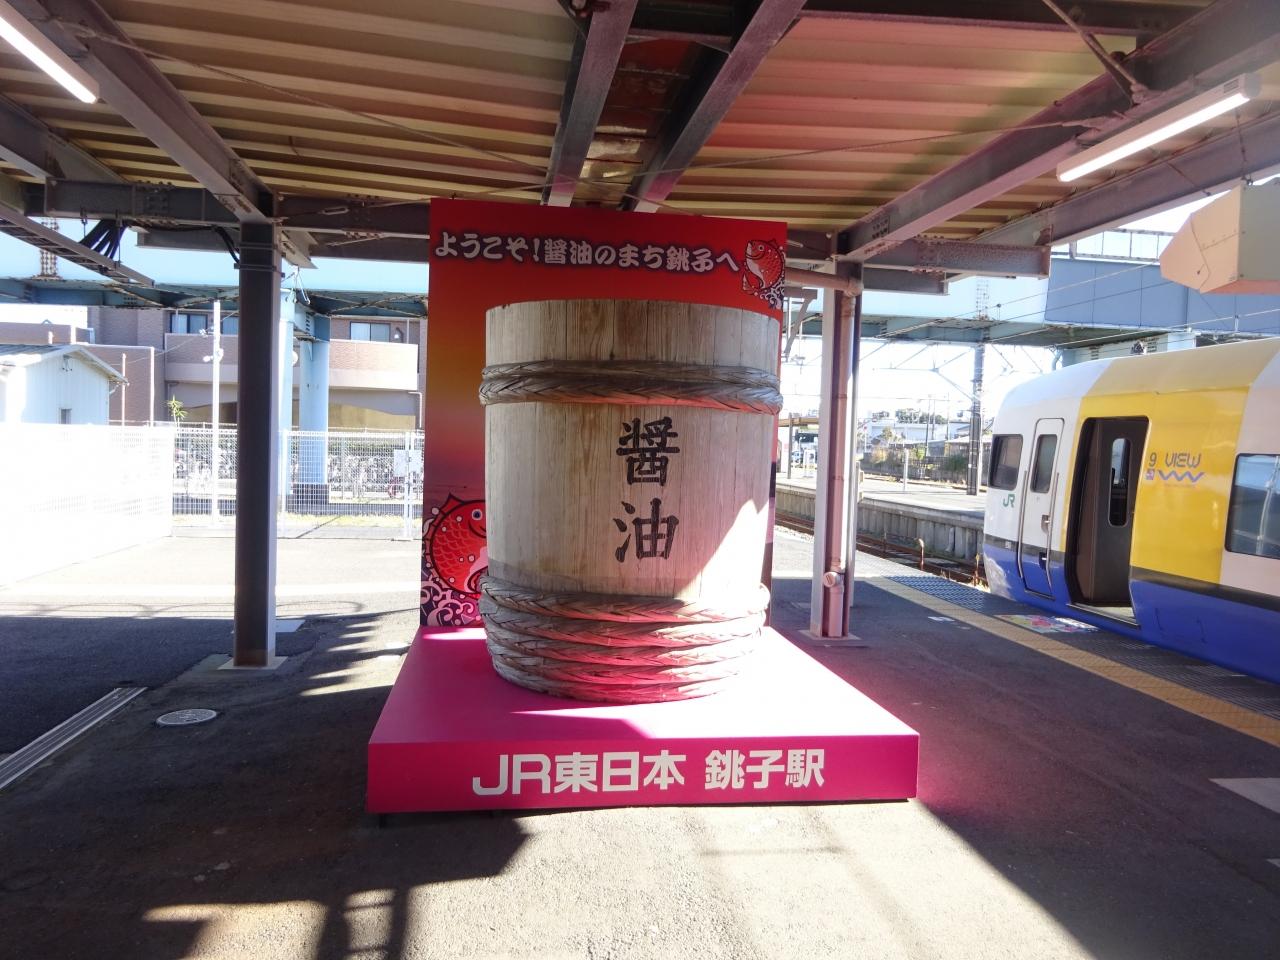 ようこそ!醤油のまち銚子へ
醤油
JR東日本 銚子駅
JR
9 VIEW